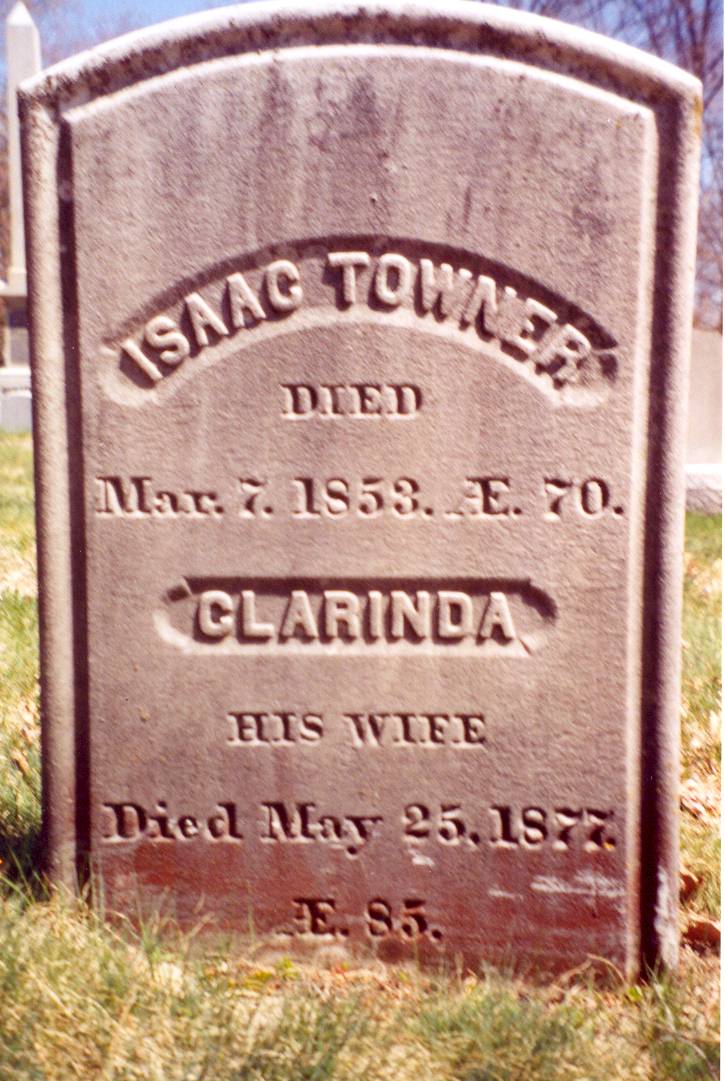 ISAAC TOWNER
DIED
Mar. 7. 1853. Æ. 70.
CLARINDA
HIS WIFE
Died May 25. 1877.
Æ. 85.